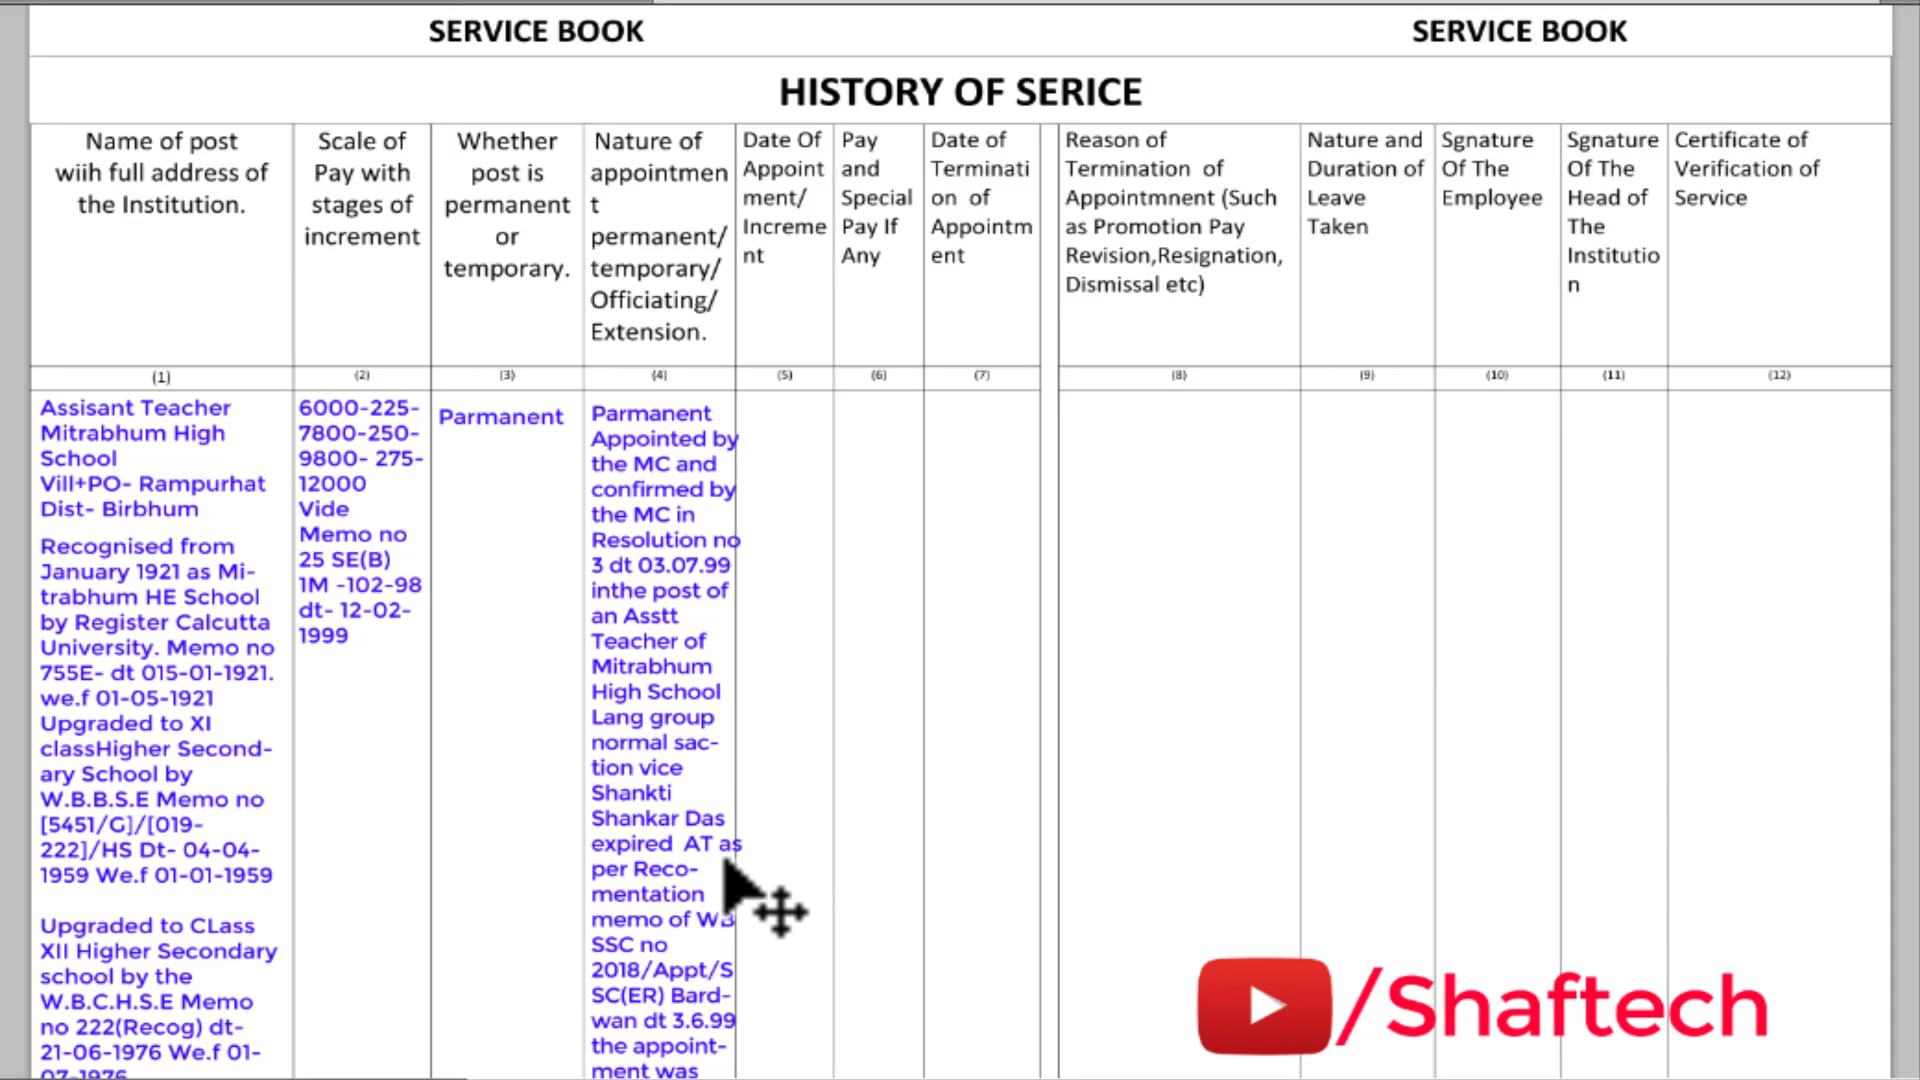 SERVICE BOOK
SERVICE BOOK
HISTORY OF SERICE
Name of post
wiih full address of
the Institution.
Scale of
Pay with
stages of
increment
Whether
post is
permanent
or
temporary.
Nature of
appointmen
t
permanent/
temporary/
Officiating/
Extension.
Date Of
Appoint
ment/
Increme
nt
Pay
and
Special
Pay If
Any
Date of
Terminati
on of
Appointm
ent
Reason of
Termination of
Appointmnent (Such
as Promotion Pay
Revision,Resignation,
Dismissal etc)
Nature and
Duration of
Leave
Taken
Sgnature
Of The
Employee
Sgnature
Of The
Head of
The
Institutio
n
Certificate of
Verification of
Service
(1)
(2)
(3)
(4)
(5)
(6)
(7)
(8)
(9)
(10)
(11)
(12)
Assisant Teacher
Mitrabhum High
School
Vill+PO- Rampurhat
Dist- Birbhum
Recognised from
January 1921 as Mi-
trabhum HE School
by Register Calcutta
University. Memo no
755E- dt 015-01-1921.
we.f 01-05-1921
Upgraded to XI
classHigher Second-
ary School by
W.B.B.S.E Memo no
[5451/G]/[019-
222]/HS Dt- 04-04-
1959 We.f 01-01-1959
Upgraded to CLass
XII Higher Secondary
school by the
W.B.C.H.S.E Memo
no 222(Recog) dt-
21-06-1976 We.f 01-
07-1976
6000-225-
7800-250-
9800- 275-
12000
Vide
Memo no
25 SE(B)
1M -102-98
dt- 12-02-
1999
Parmanent
Parmanent
Appointed by
the MC and
confirmed by
the MC in
Resolution no
3 dt 03.07.99
inthe post of
an Asstt
Teacher of
Mitrabhum
High School
Lang group
normal sac-
tion vice
Shankti
Shankar Das
expired AT as
per Reco-
mentation
memo of WB
SSC no
2018/Appt/S
SC(ER) Bard-
wan dt 3.6.99
the appoint-
ment was
/Shaftech